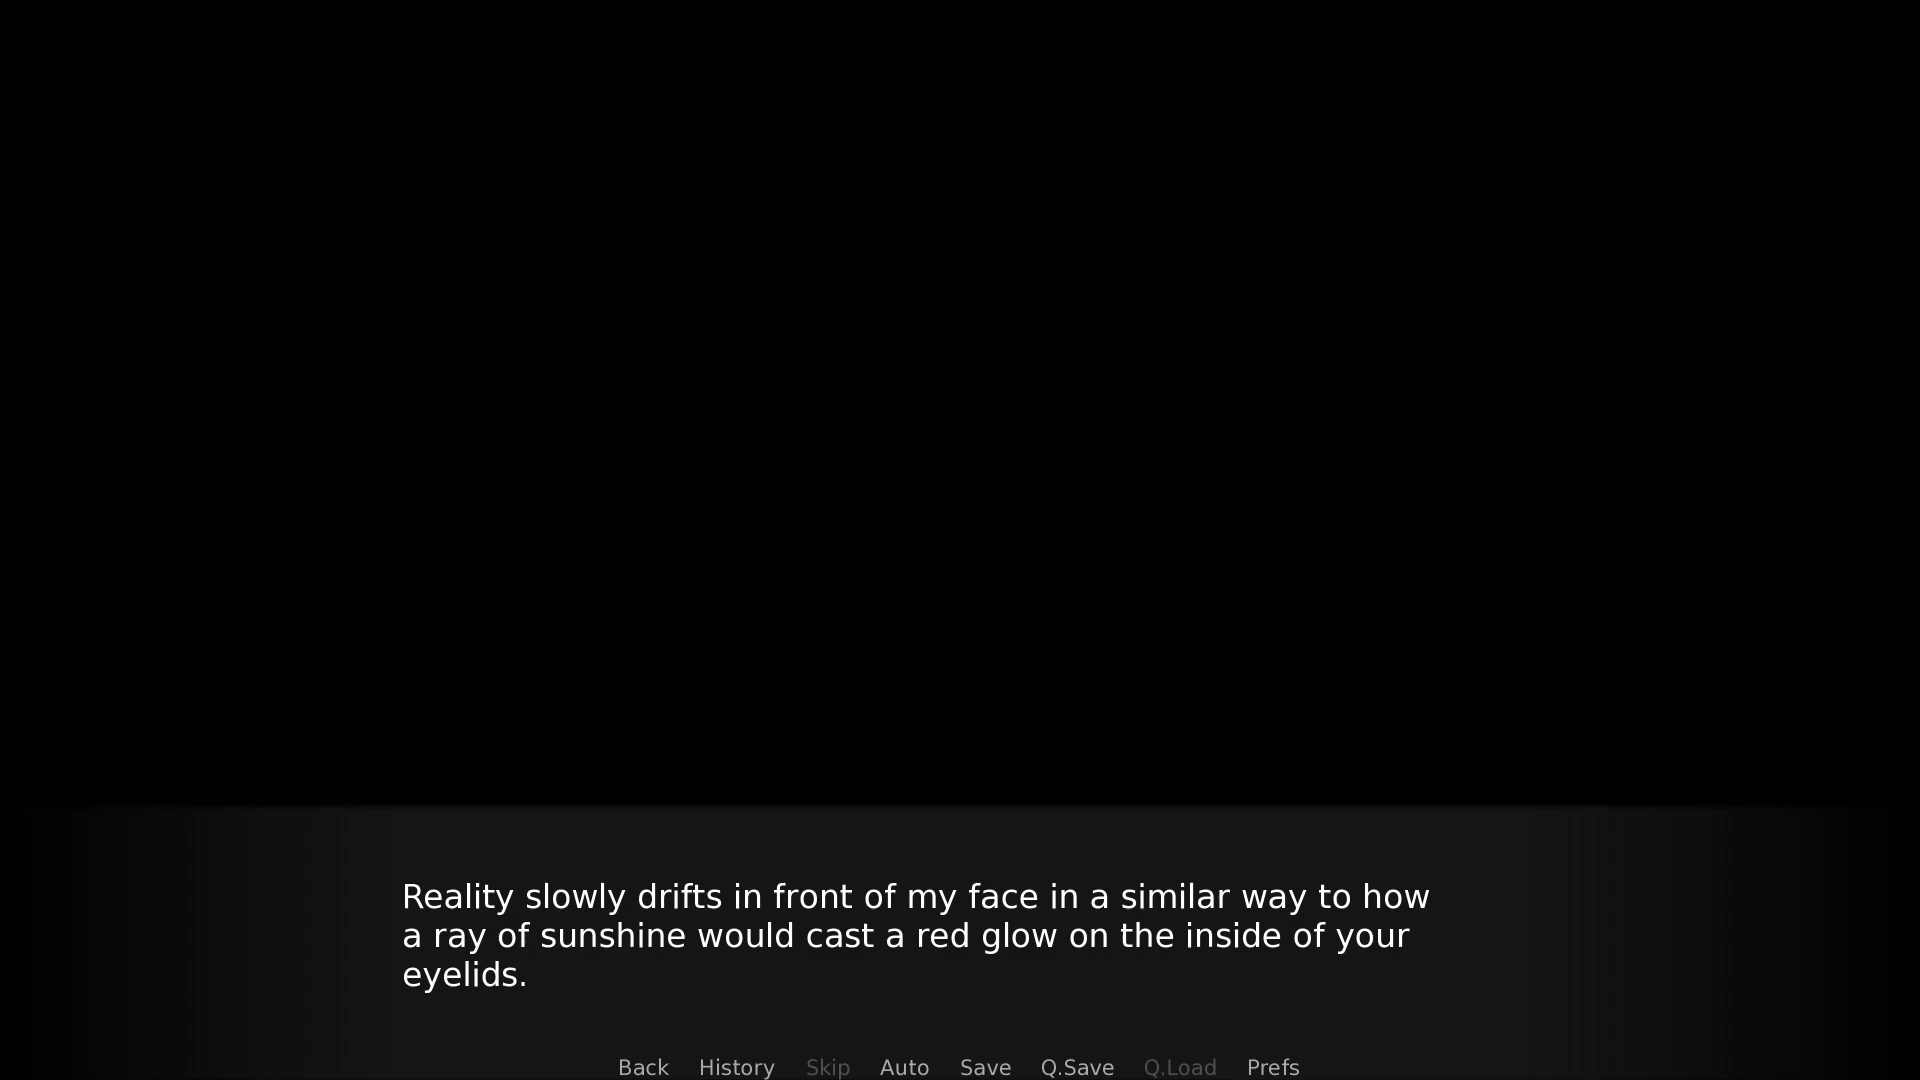 Reality slowly drifts in front of my face in a similar way to how
a ray of sunshine would cast a red glow on the inside of your
eyelids.
Back History Skip Auto Save Q.Save Q.Load Prefs